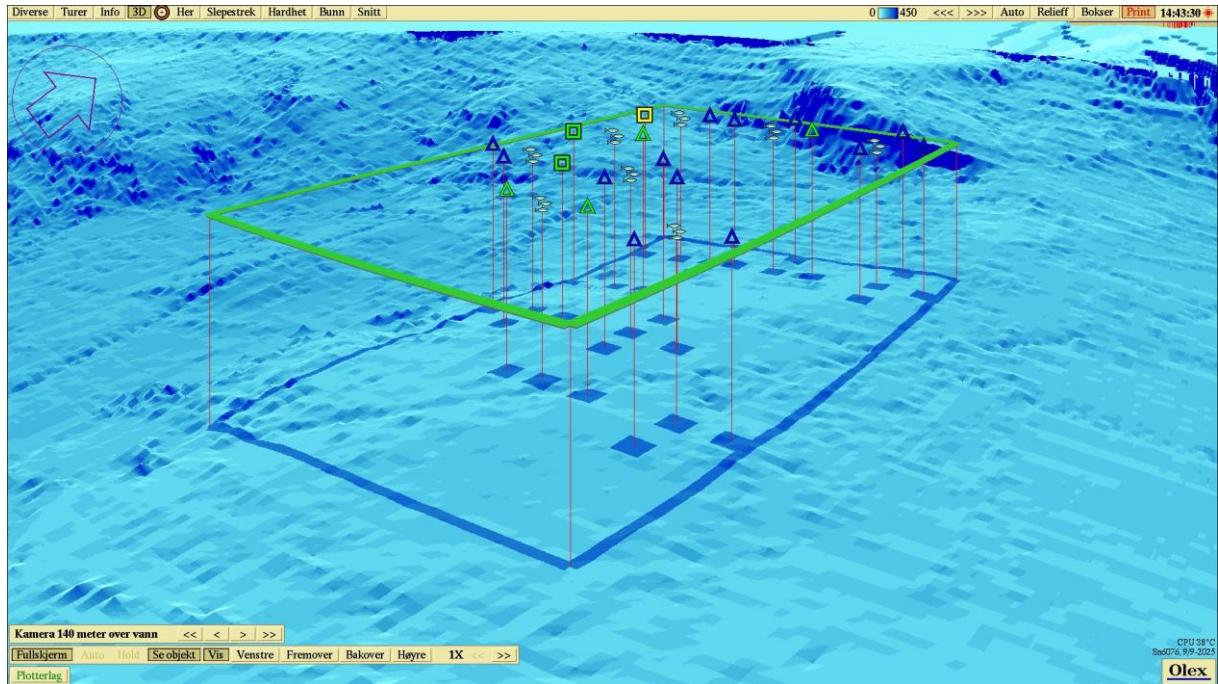 Diverse Turer Info 3D Her Slepestrek Hardhet Bunn Snitt 0 450 <<< >>> Auto Relieff Bokser Print 14:43:30
Kamera 140 meter over vann << < > >>
Fullskjerm Auto Hold Se objekt Vis Venstre Fremover Bakover Høyre 1X << >>
CPU 38°C
Sn6076, 9/9-2025
Plotterlag
Olex